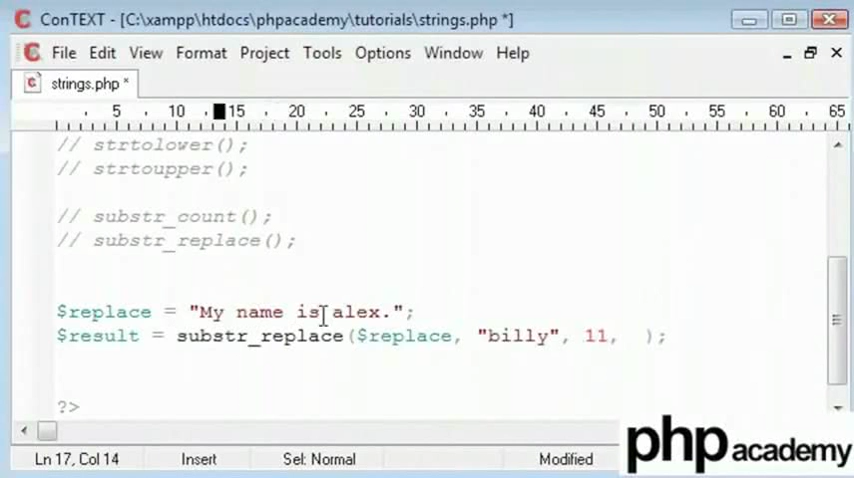 ConTEXT - [C:\xampp\htdocs\phpacademy\tutorials\strings.php *]
File Edit View Format Project Tools Options Window Help
strings.php *
5 10 15 20 25 30 35 40 45 50 55 60 65
// strtolower();
// strtoupper();
// substr_count();
// substr_replace();
$replace = "My name is alex.";
$result = substr_replace($replace, "billy", 11,  );
?>
Ln 17, Col 14 Insert Sel: Normal Modified
php academy